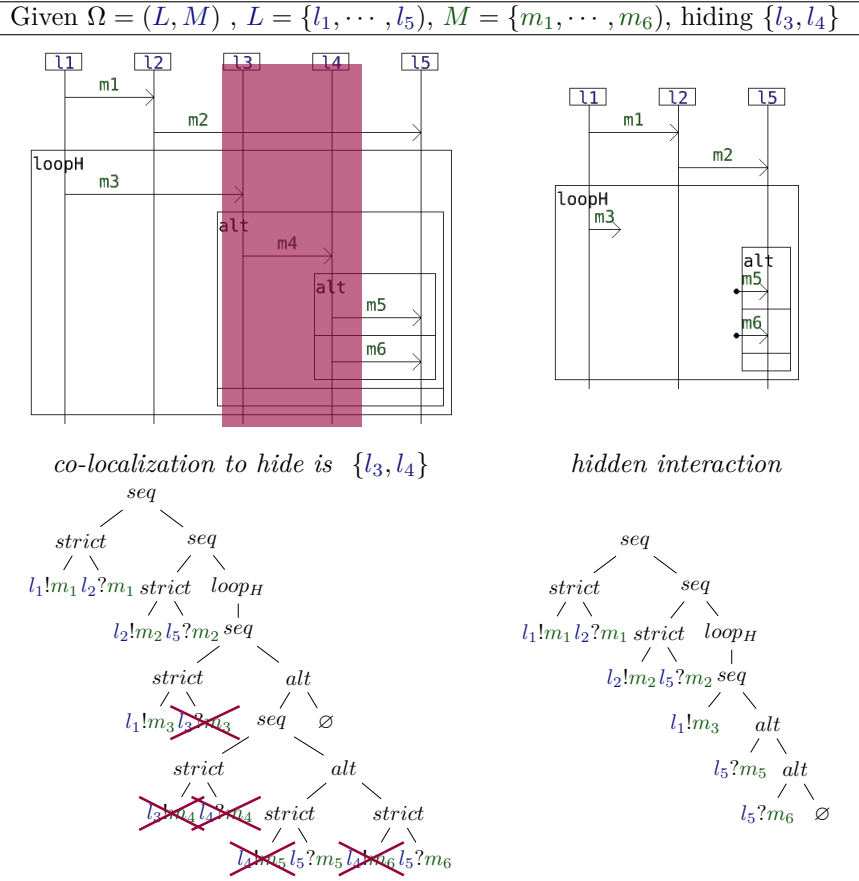 Given Ω = (L, M) , L = {l₁, ⋯ , l₅}, M = {m₁, ⋯ , m₆}, hiding {l₃, l₄}
l1 l2 l3 l4 l5
m1
m2
loopH
m3
alt
m4
alt
m5
m6
l1 l2 l5
m1
m2
loopH
m3
alt
m5
m6
co-localization to hide is {l₃, l₄}
hidden interaction
seq
strict seq
l₁!m₁ l₂?m₁ strict loop_H
l₂!m₂ l₅?m₂ seq
strict alt
l₁!m₃ l₃?m₃ seq ∅
strict alt
l₃!m₄ l₄?m₄ strict strict
l₄!m₅ l₅?m₅ l₄!m₆ l₅?m₆
seq
strict seq
l₁!m₁ l₂?m₁ strict loop_H
l₂!m₂ l₅?m₂ seq
l₁!m₃ alt
l₅?m₅ alt
l₅?m₆ ∅